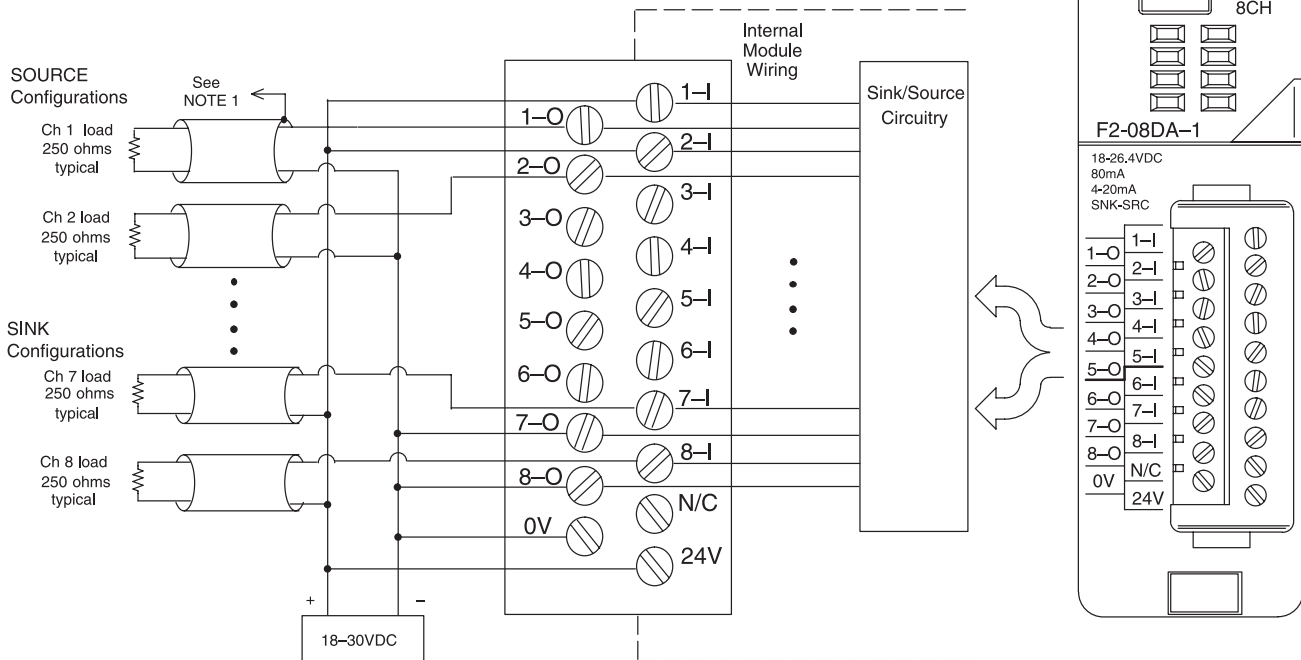 SOURCE
Configurations
See
NOTE 1
Ch 1 load
250 ohms
typical
Ch 2 load
250 ohms
typical
SINK
Configurations
Ch 7 load
250 ohms
typical
Ch 8 load
250 ohms
typical
+
–
18–30VDC
Internal
Module
Wiring
1–I
1–O
2–I
2–O
3–I
3–O
4–I
4–O
5–I
5–O
6–I
6–O
7–I
7–O
8–I
8–O
N/C
0V
24V
Sink/Source
Circuitry
8CH
F2-08DA–1
18-26.4VDC
80mA
4-20mA
SNK-SRC
1–I
1–O
2–I
2–O
3–I
3–O
4–I
4–O
5–I
5–O
6–I
6–O
7–I
7–O
8–I
8–O
N/C
0V
24V